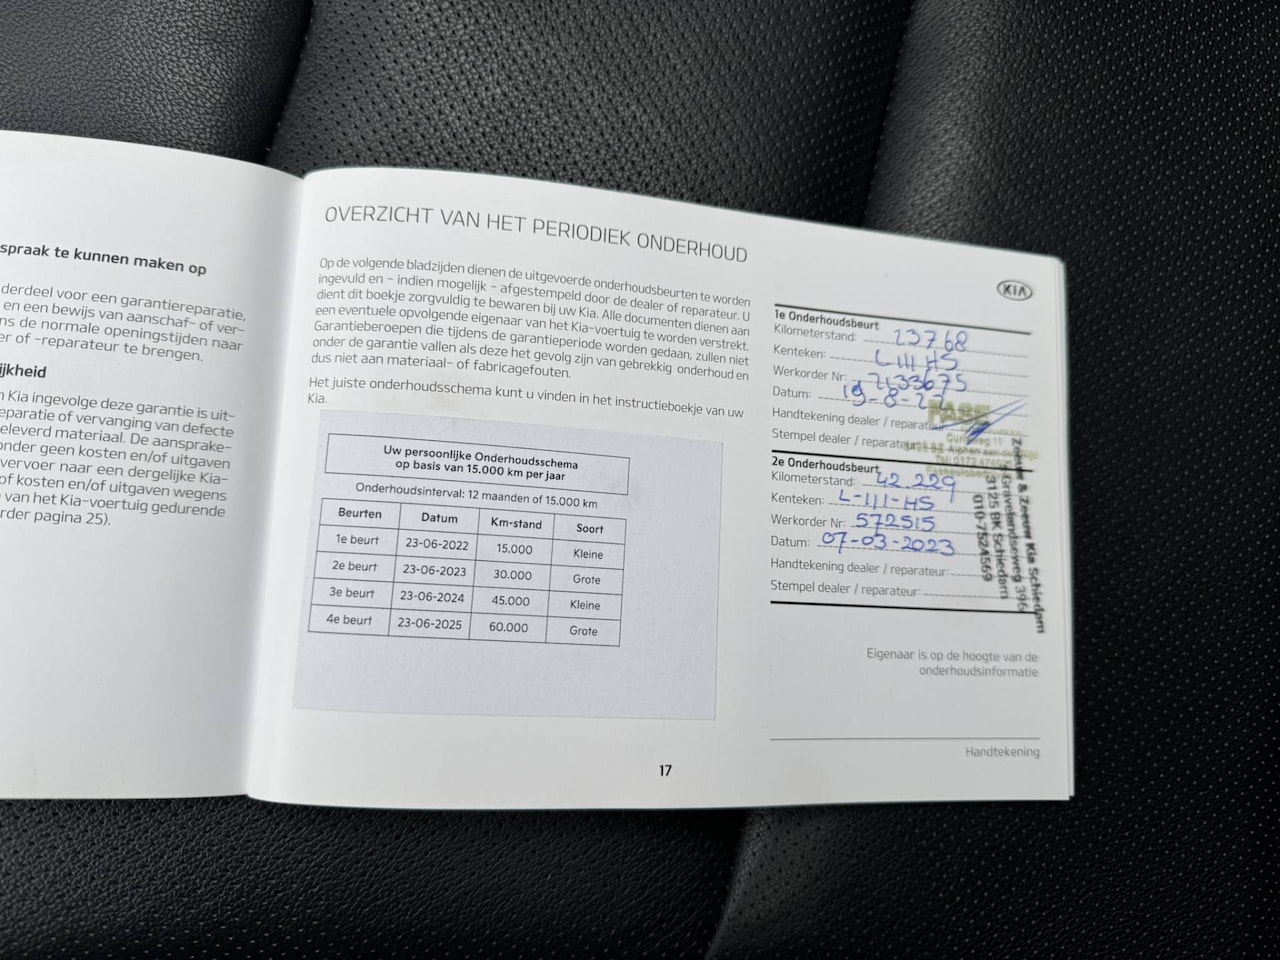 spraak te kunnen maken op
derdeel voor een garantiereparatie,
en een bewijs van aanschaf- of ver-
ns de normale openingstijden naar
er of -reparateur te brengen.
ijkheid
n Kia ingevolge deze garantie is uit-
eparatie of vervanging van defecte
eleverd materiaal. De aansprake-
onder geen kosten en/of uitgaven
vervoer naar een dergelijke Kia-
of kosten en/of uitgaven wegens
van het Kia-voertuig gedurende
rder pagina 25).
OVERZICHT VAN HET PERIODIEK ONDERHOUD
Op de volgende bladzijden dienen de uitgevoerde onderhoudsbeurten te worden
ingevuld en - indien mogelijk - afgestempeld door de dealer of reparateur. U
dient dit boekje zorgvuldig te bewaren bij uw Kia. Alle documenten dienen aan
een eventuele opvolgende eigenaar van het Kia-voertuig te worden verstrekt.
Garantieberoepen die tijdens de garantieperiode worden gedaan, zullen niet
onder de garantie vallen als deze het gevolg zijn van gebrekkig onderhoud en
dus niet aan materiaal- of fabricagefouten.
Het juiste onderhoudsschema kunt u vinden in het instructieboekje van uw
Kia.
Uw persoonlijke Onderhoudsschema
op basis van 15.000 km per jaar
Onderhoudsinterval: 12 maanden of 15.000 km
Beurten Datum Km-stand Soort
1e beurt 23-06-2022 15.000 Kleine
2e beurt 23-06-2023 30.000 Grote
3e beurt 23-06-2024 45.000 Kleine
4e beurt 23-06-2025 60.000 Grote
17
KIA
1e Onderhoudsbeurt
Kilometerstand: 23768
Kenteken: L 111 HS
Werkorder Nr: 2133675
Datum: 19-8-22
Handtekening dealer / reparateur
Stempel dealer / reparateur
2e Onderhoudsbeurt
Kilometerstand: 42 229
Kenteken: L-111-HS
Werkorder Nr: 572515
Datum: 07-03-2023
Handtekening dealer / reparateur:
Stempel dealer / reparateur:
Zeeuw & Zeeuw Kia Schiedam
's Gravelandseweg 396
3125 BK Schiedam
010-7524569
Eigenaar is op de hoogte van de
onderhoudsinformatie
Handtekening